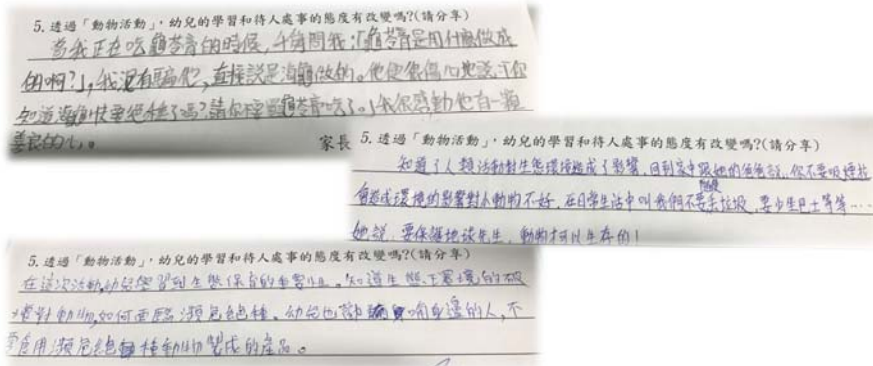 5. 透過「動物活動」，幼兒的學習和待人處事的態度有改變嗎?(請分享)
當我正在吃龜苓膏的時候，千舜問我:「龜苓膏是用什麼做成
的啊?」，我沒有騙他，直接說是海龜做的。他便很傷心地說:「你
知道海龜快要絕種了嗎?請你不要買龜苓膏吃了。」我很感動他有一顆
善良的心。
家長
5. 透過「動物活動」，幼兒的學習和待人處事的態度有改變嗎?(請分享)
知道了人類活動對生態環境造成了影響，回到家中跟她的爸爸說，你不要吸煙
會造成環境的影響對小動物不好，在日常生活中叫我們不要隨便丟垃圾，要少坐巴士等等…
她說，要保護地球先生，動物才可以生存的!
5. 透過「動物活動」，幼兒的學習和待人處事的態度有改變嗎?(請分享)
在這次活動,幼兒學習到生態保育的重要性。知道生態環境的破
壞對動物,如何面臨瀕危絕種。幼兒也說 身邊的人，不
要食用瀕危絕種動物製成的產品。